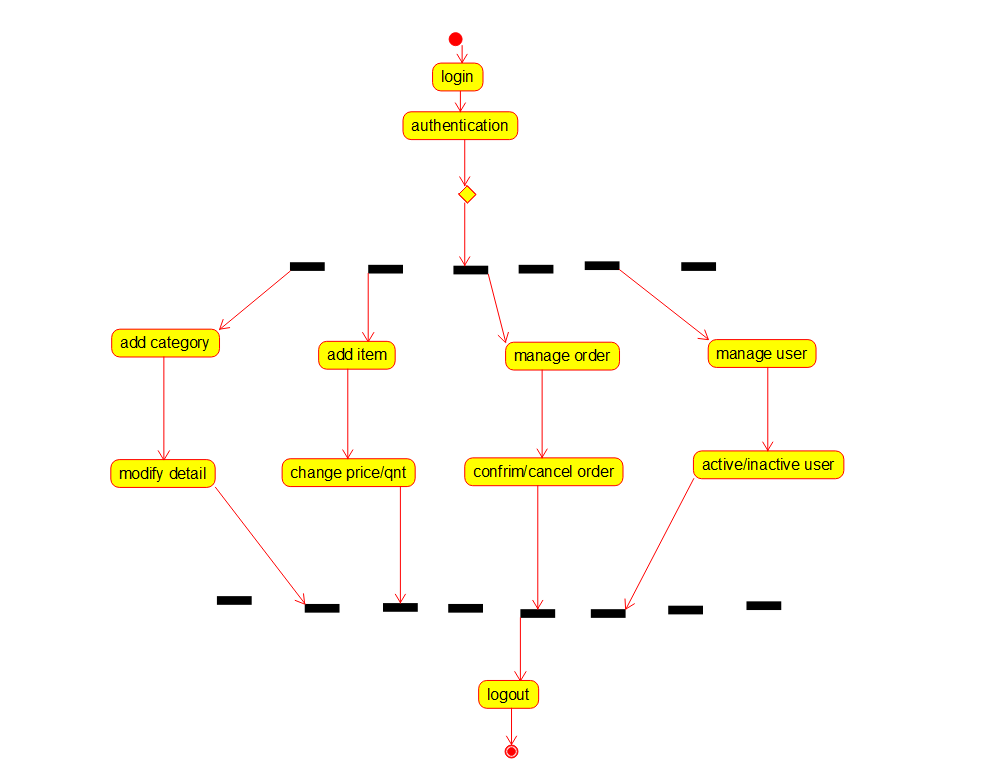 login
authentication
add category
add item
manage order
manage user
modify detail
change price/qnt
confrim/cancel order
active/inactive user
logout